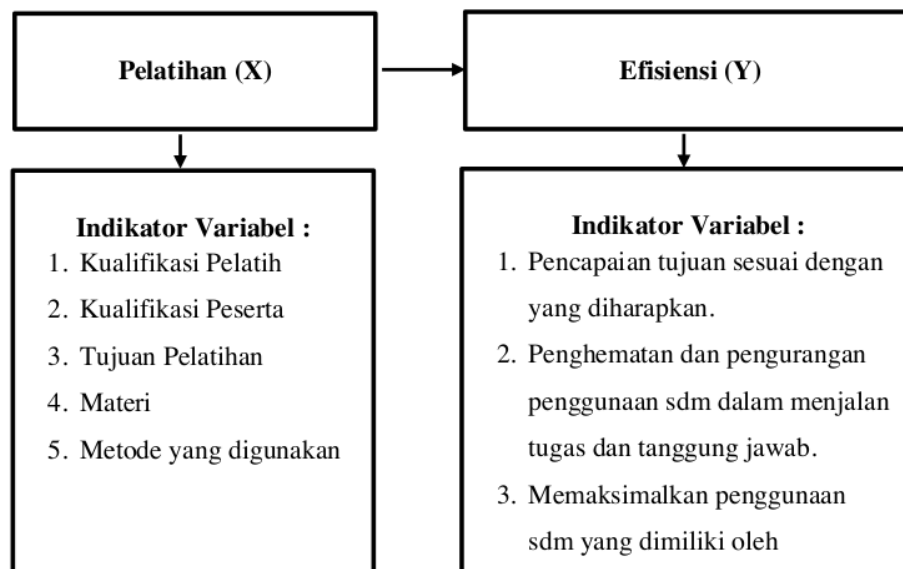 Pelatihan (X)
Efisiensi (Y)
Indikator Variabel :
1. Kualifikasi Pelatih
2. Kualifikasi Peserta
3. Tujuan Pelatihan
4. Materi
5. Metode yang digunakan
Indikator Variabel :
1. Pencapaian tujuan sesuai dengan
yang diharapkan.
2. Penghematan dan pengurangan
penggunaan sdm dalam menjalan
tugas dan tanggung jawab.
3. Memaksimalkan penggunaan
sdm yang dimiliki oleh